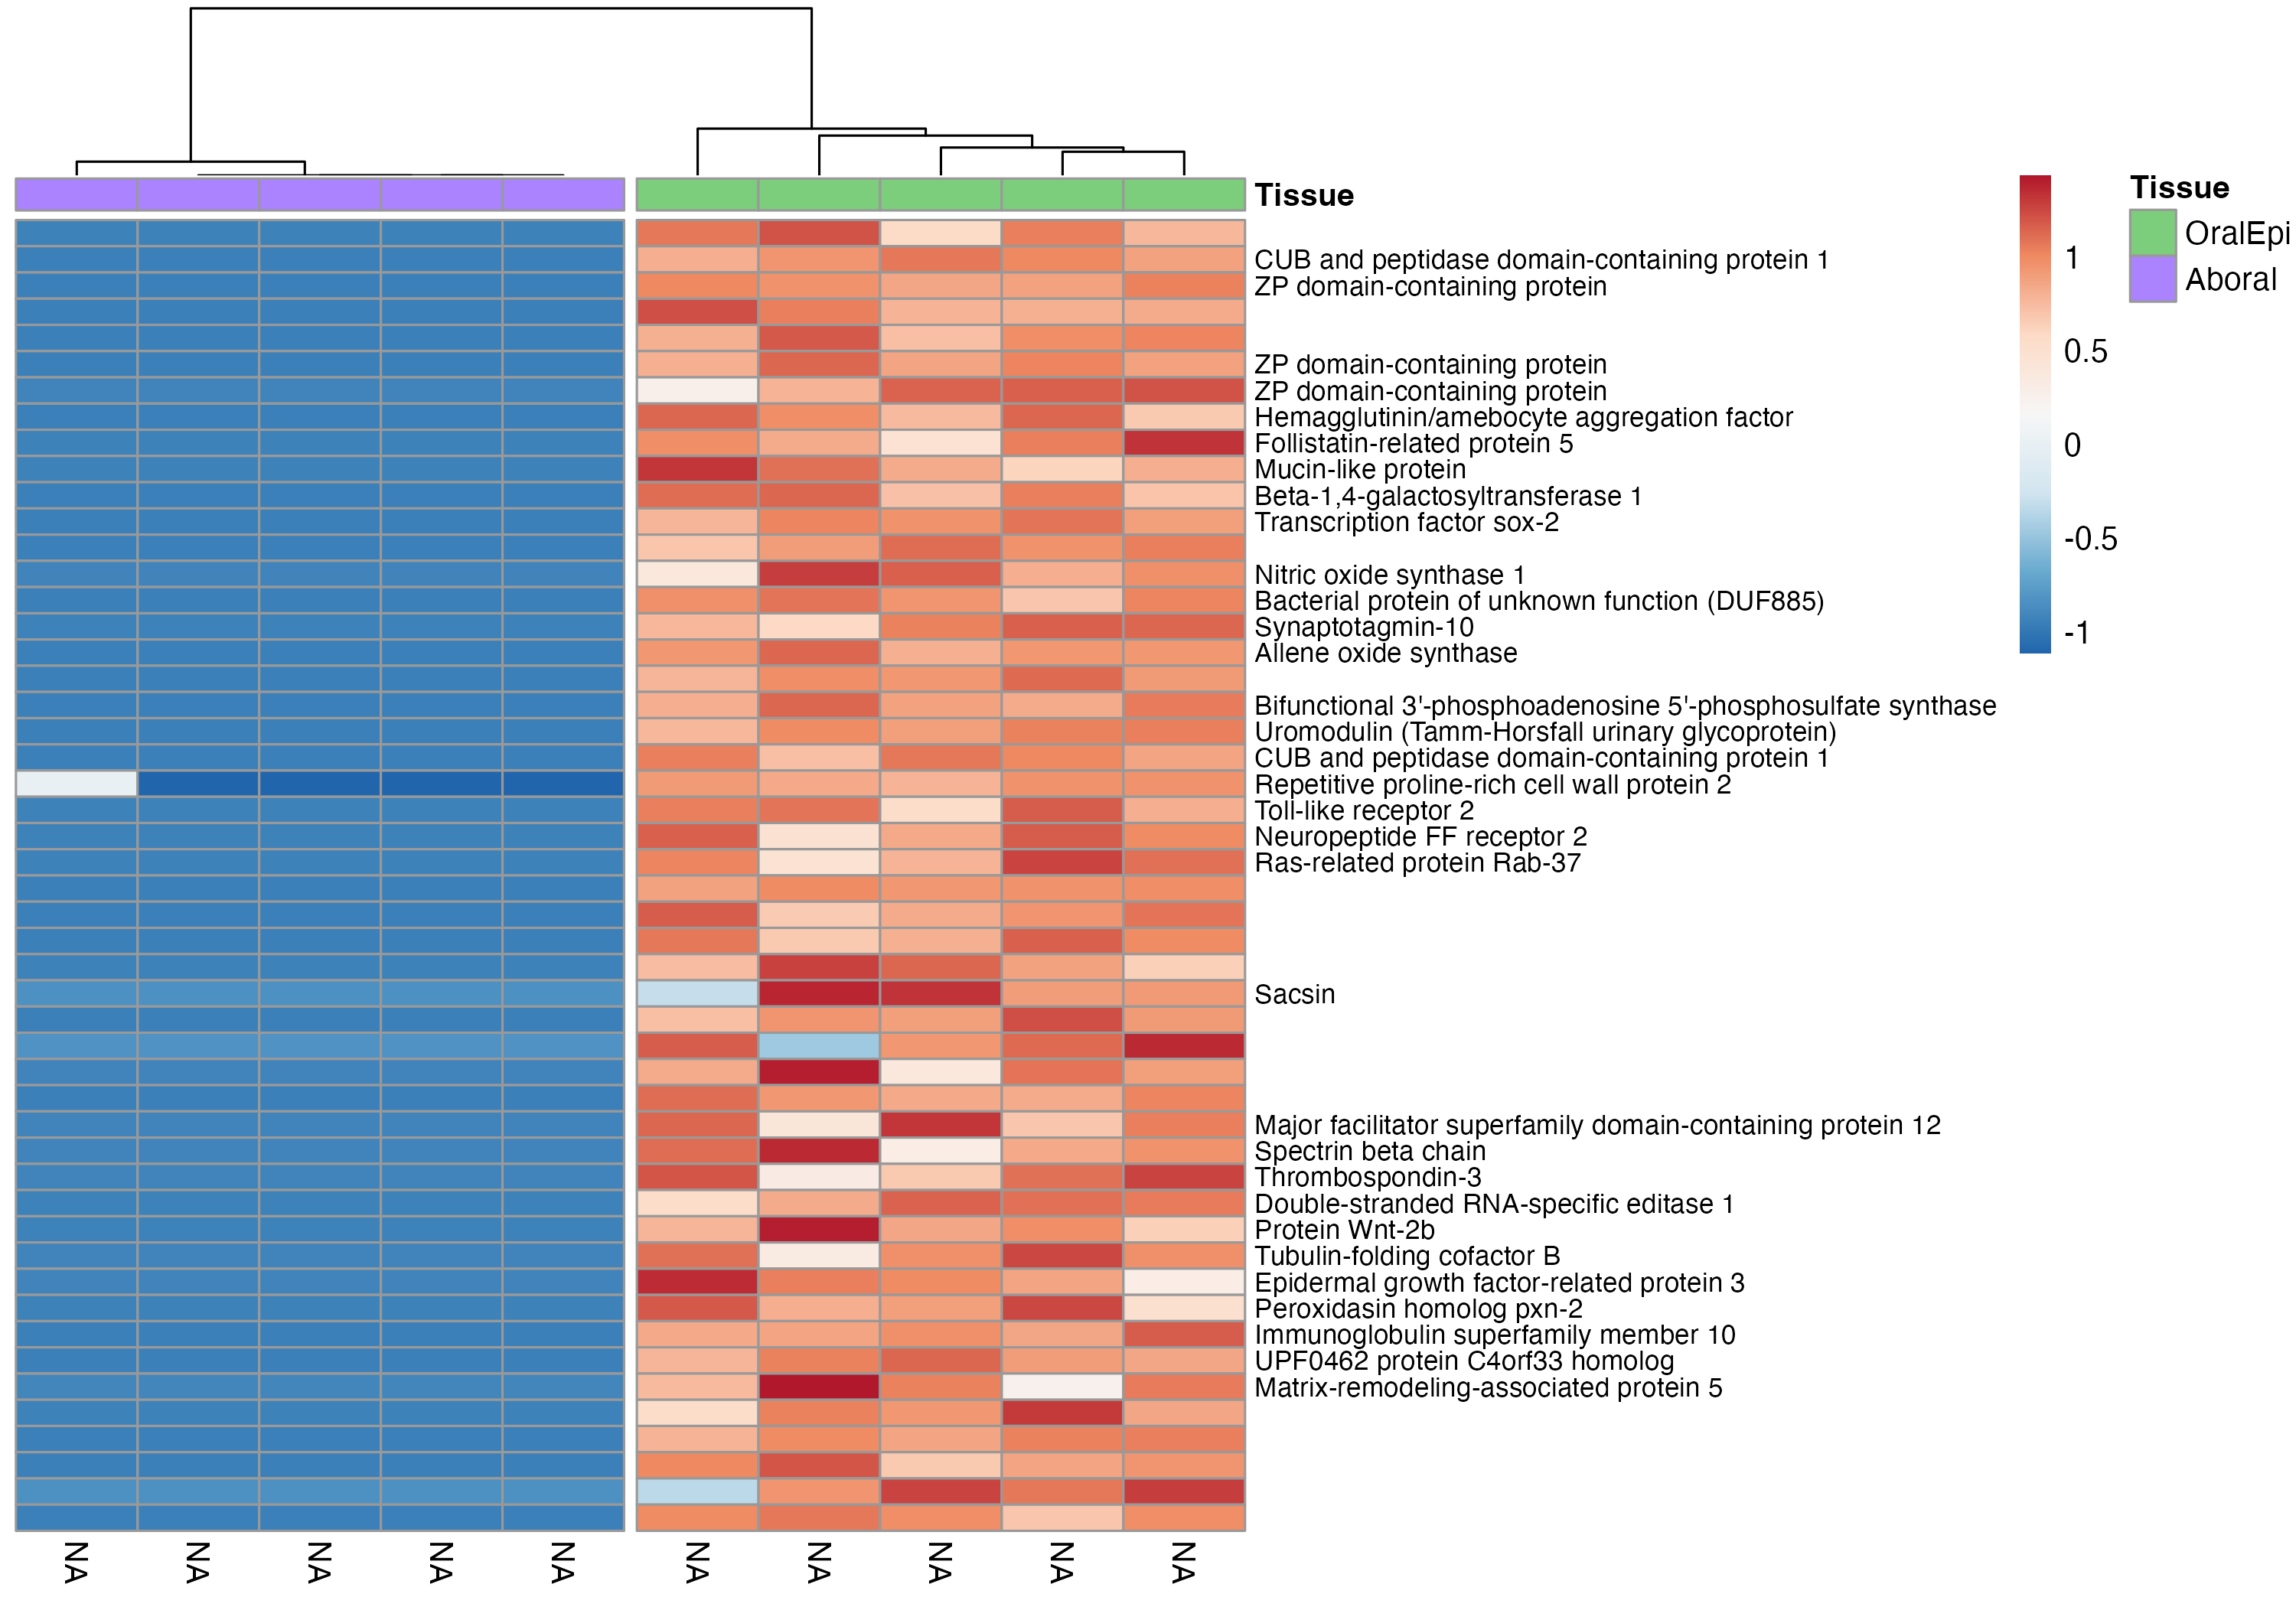 Tissue
CUB and peptidase domain-containing protein 1
ZP domain-containing protein
ZP domain-containing protein
ZP domain-containing protein
Hemagglutinin/amebocyte aggregation factor
Follistatin-related protein 5
Mucin-like protein
Beta-1,4-galactosyltransferase 1
Transcription factor sox-2
Nitric oxide synthase 1
Bacterial protein of unknown function (DUF885)
Synaptotagmin-10
Allene oxide synthase
Bifunctional 3'-phosphoadenosine 5'-phosphosulfate synthase
Uromodulin (Tamm-Horsfall urinary glycoprotein)
CUB and peptidase domain-containing protein 1
Repetitive proline-rich cell wall protein 2
Toll-like receptor 2
Neuropeptide FF receptor 2
Ras-related protein Rab-37
Sacsin
Major facilitator superfamily domain-containing protein 12
Spectrin beta chain
Thrombospondin-3
Double-stranded RNA-specific editase 1
Protein Wnt-2b
Tubulin-folding cofactor B
Epidermal growth factor-related protein 3
Peroxidasin homolog pxn-2
Immunoglobulin superfamily member 10
UPF0462 protein C4orf33 homolog
Matrix-remodeling-associated protein 5
NA
NA
NA
NA
NA
NA
NA
NA
NA
NA
1
0.5
0
-0.5
-1
Tissue
OralEpi
Aboral